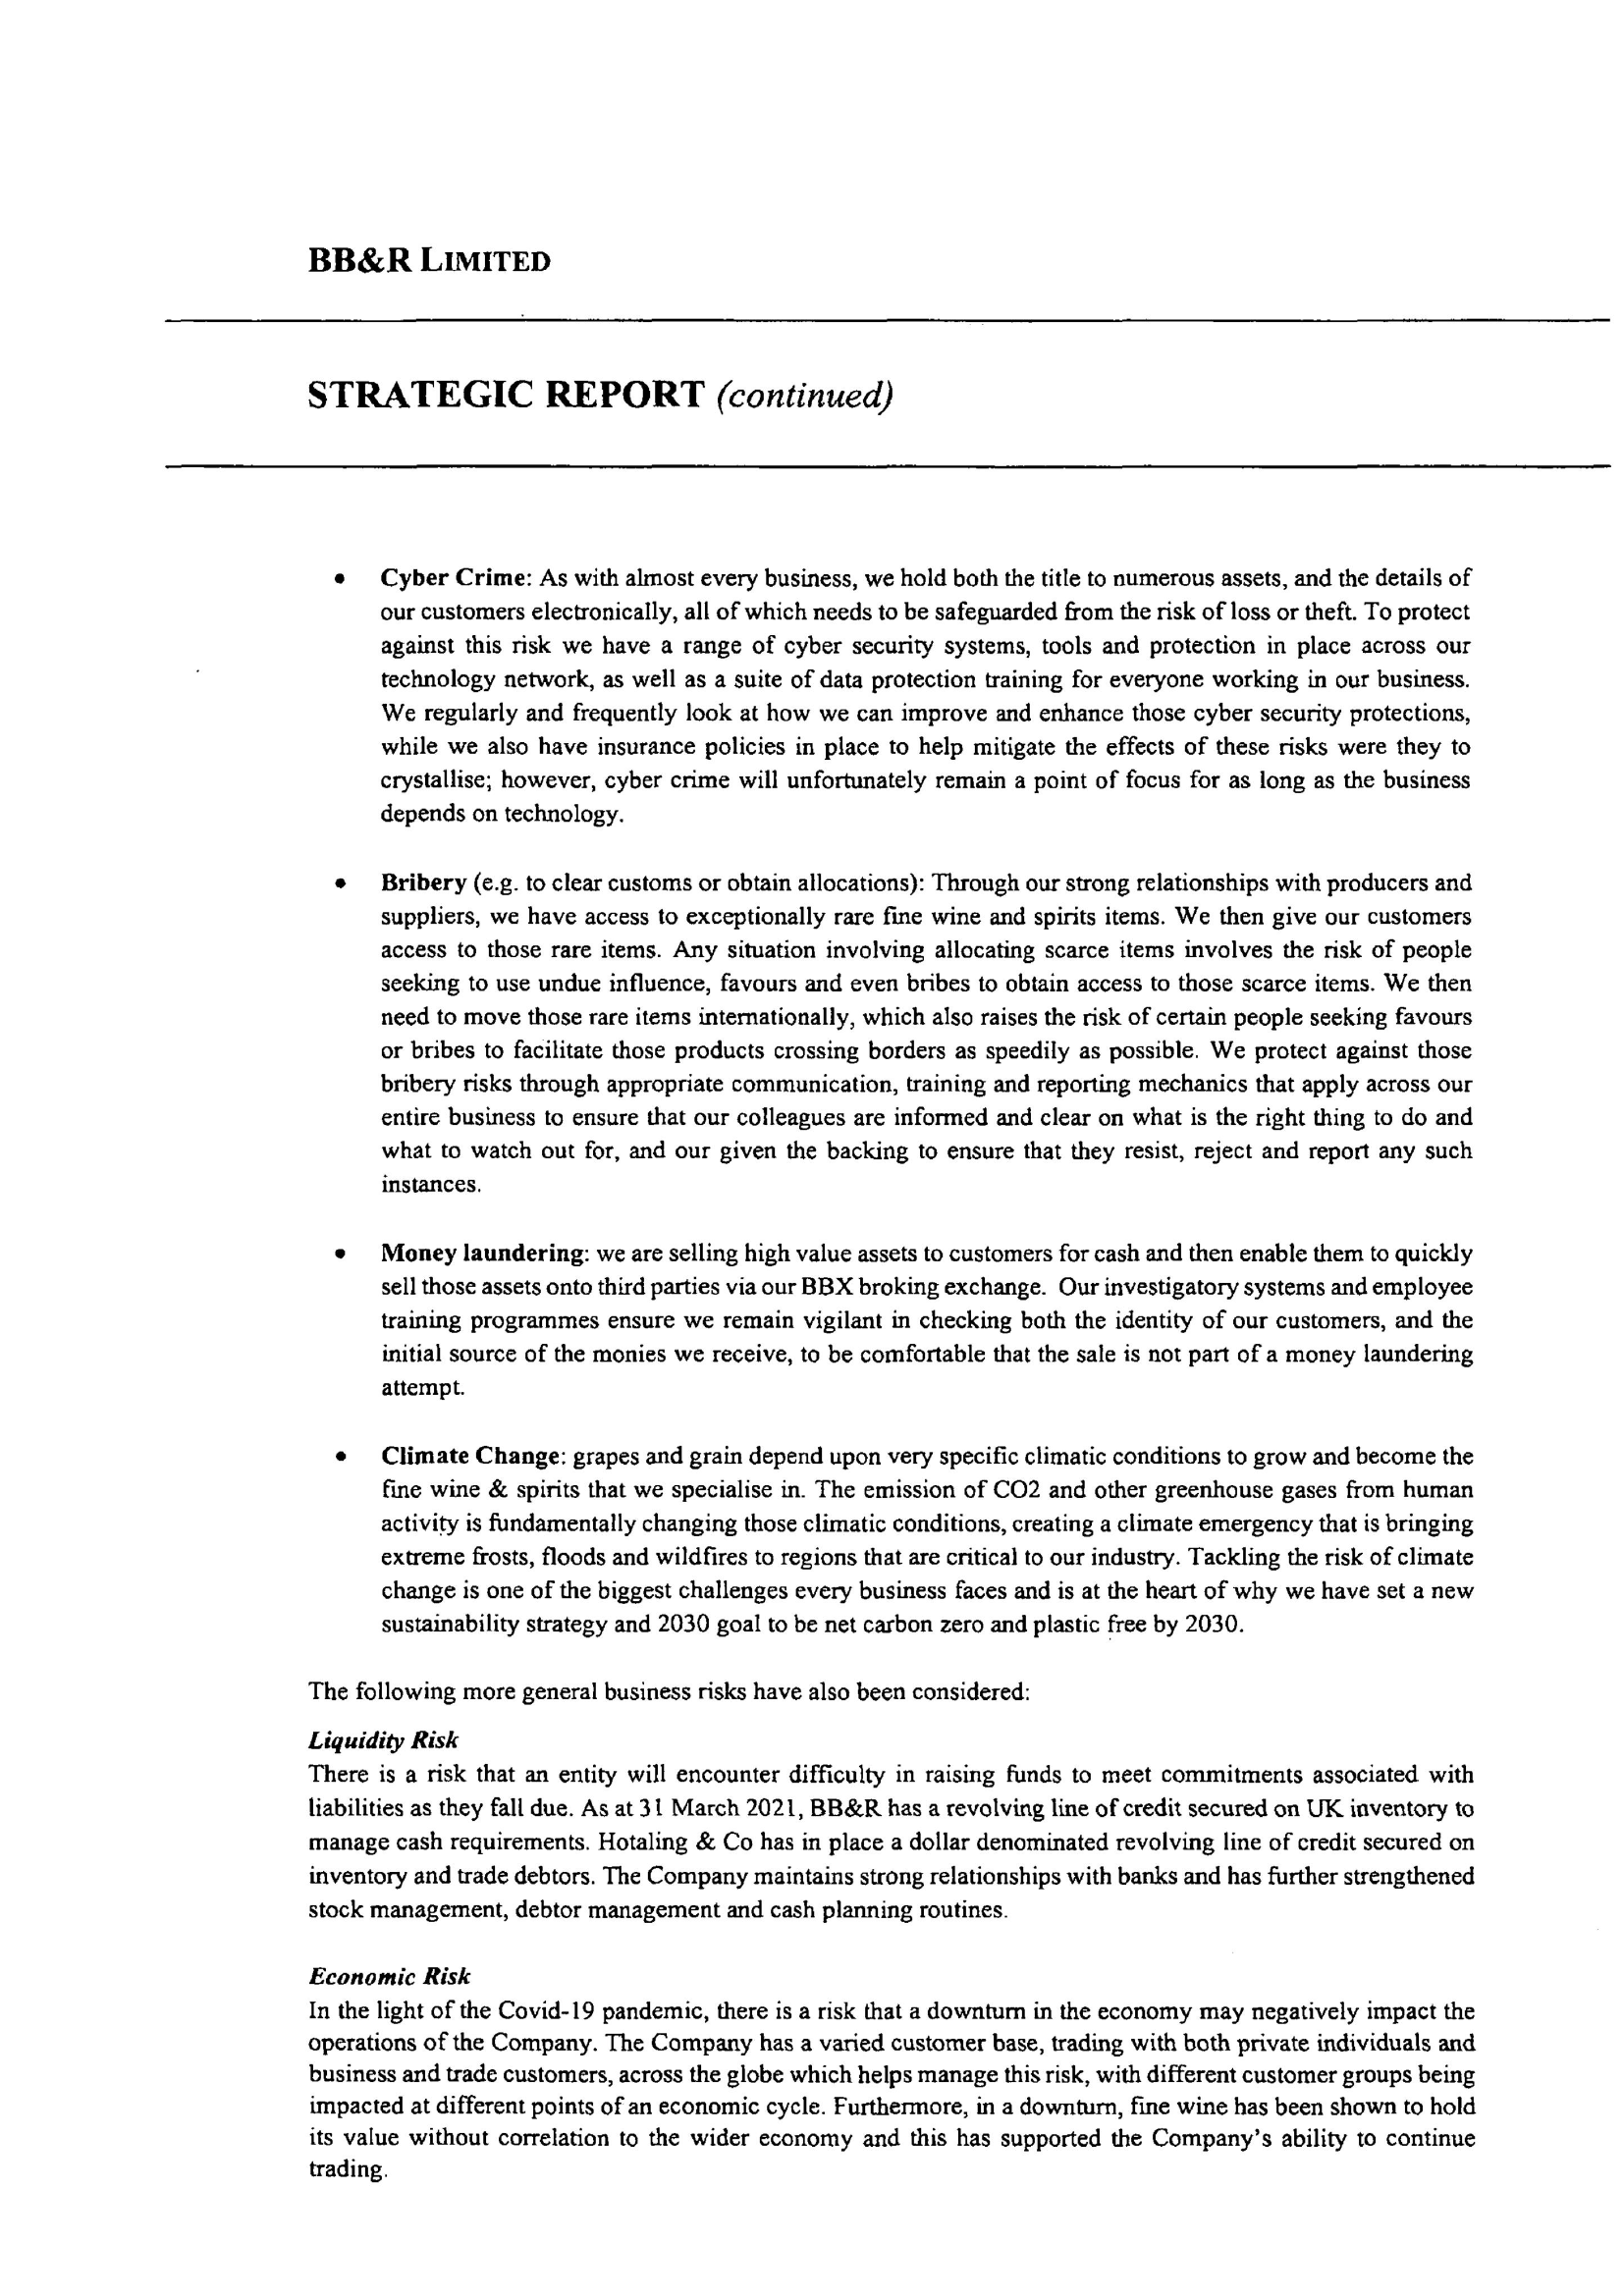 BB&R LIMITED
STRATEGIC REPORT (continued)
• Cyber Crime: As with almost every business, we hold both the title to numerous assets, and the details of
our customers electronically, all of which needs to be safeguarded from the risk of loss or theft. To protect
against this risk we have a range of cyber security systems, tools and protection in place across our
technology network, as well as a suite of data protection training for everyone working in our business.
We regularly and frequently look at how we can improve and enhance those cyber security protections,
while we also have insurance policies in place to help mitigate the effects of these risks were they to
crystallise; however, cyber crime will unfortunately remain a point of focus for as long as the business
depends on technology.
• Bribery (e.g. to clear customs or obtain allocations): Through our strong relationships with producers and
suppliers, we have access to exceptionally rare fine wine and spirits items. We then give our customers
access to those rare items. Any situation involving allocating scarce items involves the risk of people
seeking to use undue influence, favours and even bribes to obtain access to those scarce items. We then
need to move those rare items internationally, which also raises the risk of certain people seeking favours
or bribes to facilitate those products crossing borders as speedily as possible. We protect against those
bribery risks through appropriate communication, training and reporting mechanics that apply across our
entire business to ensure that our colleagues are informed and clear on what is the right thing to do and
what to watch out for, and our given the backing to ensure that they resist, reject and report any such
instances.
• Money laundering: we are selling high value assets to customers for cash and then enable them to quickly
sell those assets onto third parties via our BBX broking exchange. Our investigatory systems and employee
training programmes ensure we remain vigilant in checking both the identity of our customers, and the
initial source of the monies we receive, to be comfortable that the sale is not part of a money laundering
attempt.
• Climate Change: grapes and grain depend upon very specific climatic conditions to grow and become the
fine wine & spirits that we specialise in. The emission of CO2 and other greenhouse gases from human
activity is fundamentally changing those climatic conditions, creating a climate emergency that is bringing
extreme frosts, floods and wildfires to regions that are critical to our industry. Tackling the risk of climate
change is one of the biggest challenges every business faces and is at the heart of why we have set a new
sustainability strategy and 2030 goal to be net carbon zero and plastic free by 2030.
The following more general business risks have also been considered:
Liquidity Risk
There is a risk that an entity will encounter difficulty in raising funds to meet commitments associated with
liabilities as they fall due. As at 31 March 2021, BB&R has a revolving line of credit secured on UK inventory to
manage cash requirements. Hotaling & Co has in place a dollar denominated revolving line of credit secured on
inventory and trade debtors. The Company maintains strong relationships with banks and has further strengthened
stock management, debtor management and cash planning routines.
Economic Risk
In the light of the Covid-19 pandemic, there is a risk that a downturn in the economy may negatively impact the
operations of the Company. The Company has a varied customer base, trading with both private individuals and
business and trade customers, across the globe which helps manage this risk, with different customer groups being
impacted at different points of an economic cycle. Furthermore, in a downturn, fine wine has been shown to hold
its value without correlation to the wider economy and this has supported the Company's ability to continue
trading.